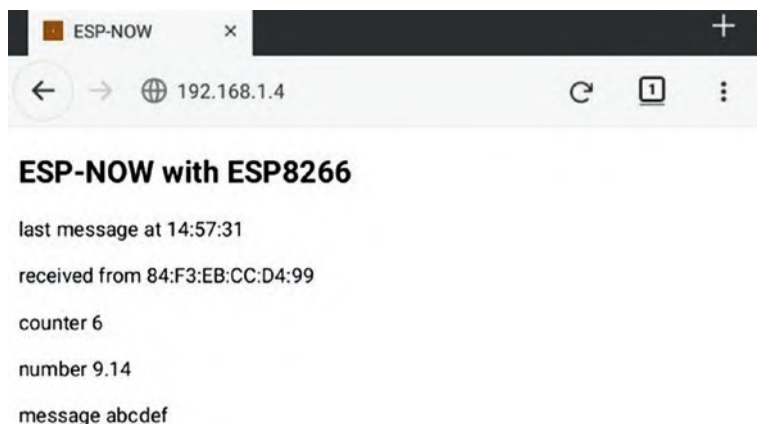 ESP-NOW ×
192.168.1.4 1
ESP-NOW with ESP8266
last message at 14:57:31
received from 84:F3:EB:CC:D4:99
counter 6
number 9.14
message abcdef